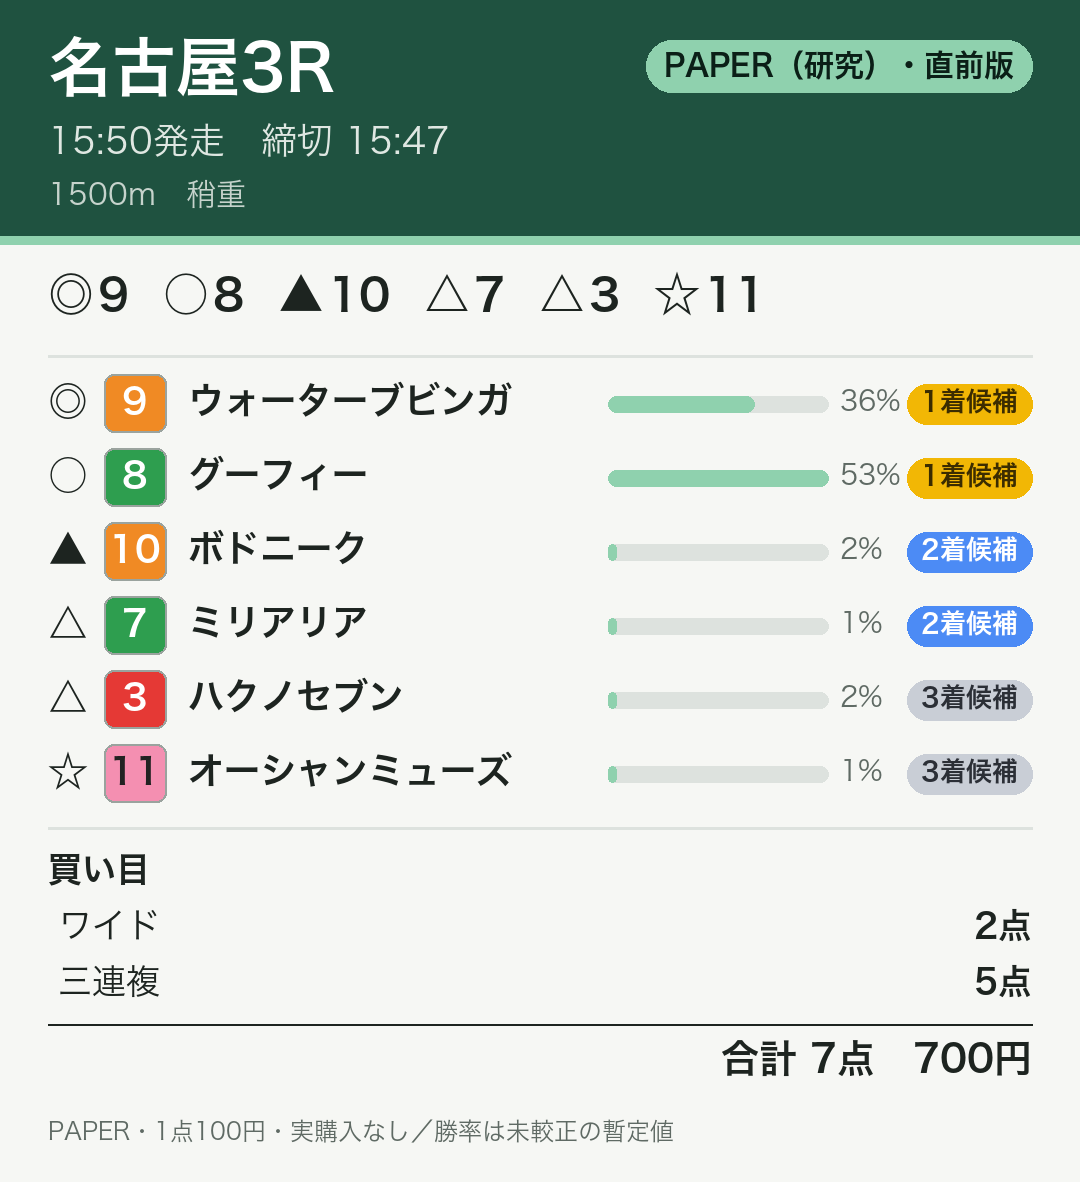 名古屋3R
PAPER（研究）・直前版
15:50発走　締切 15:47
1500m　稍重
◎9 ○8 ▲10 △7 △3 ☆11
◎ 9 ウォーターブビンガ 36% 1着候補
○ 8 グーフィー 53% 1着候補
▲ 10 ボドニーク 2% 2着候補
△ 7 ミリアリア 1% 2着候補
△ 3 ハクノセブン 2% 3着候補
☆ 11 オーシャンミューズ 1% 3着候補
買い目
ワイド 2点
三連複 5点
合計 7点　700円
PAPER・1点100円・実購入なし／勝率は未較正の暫定値